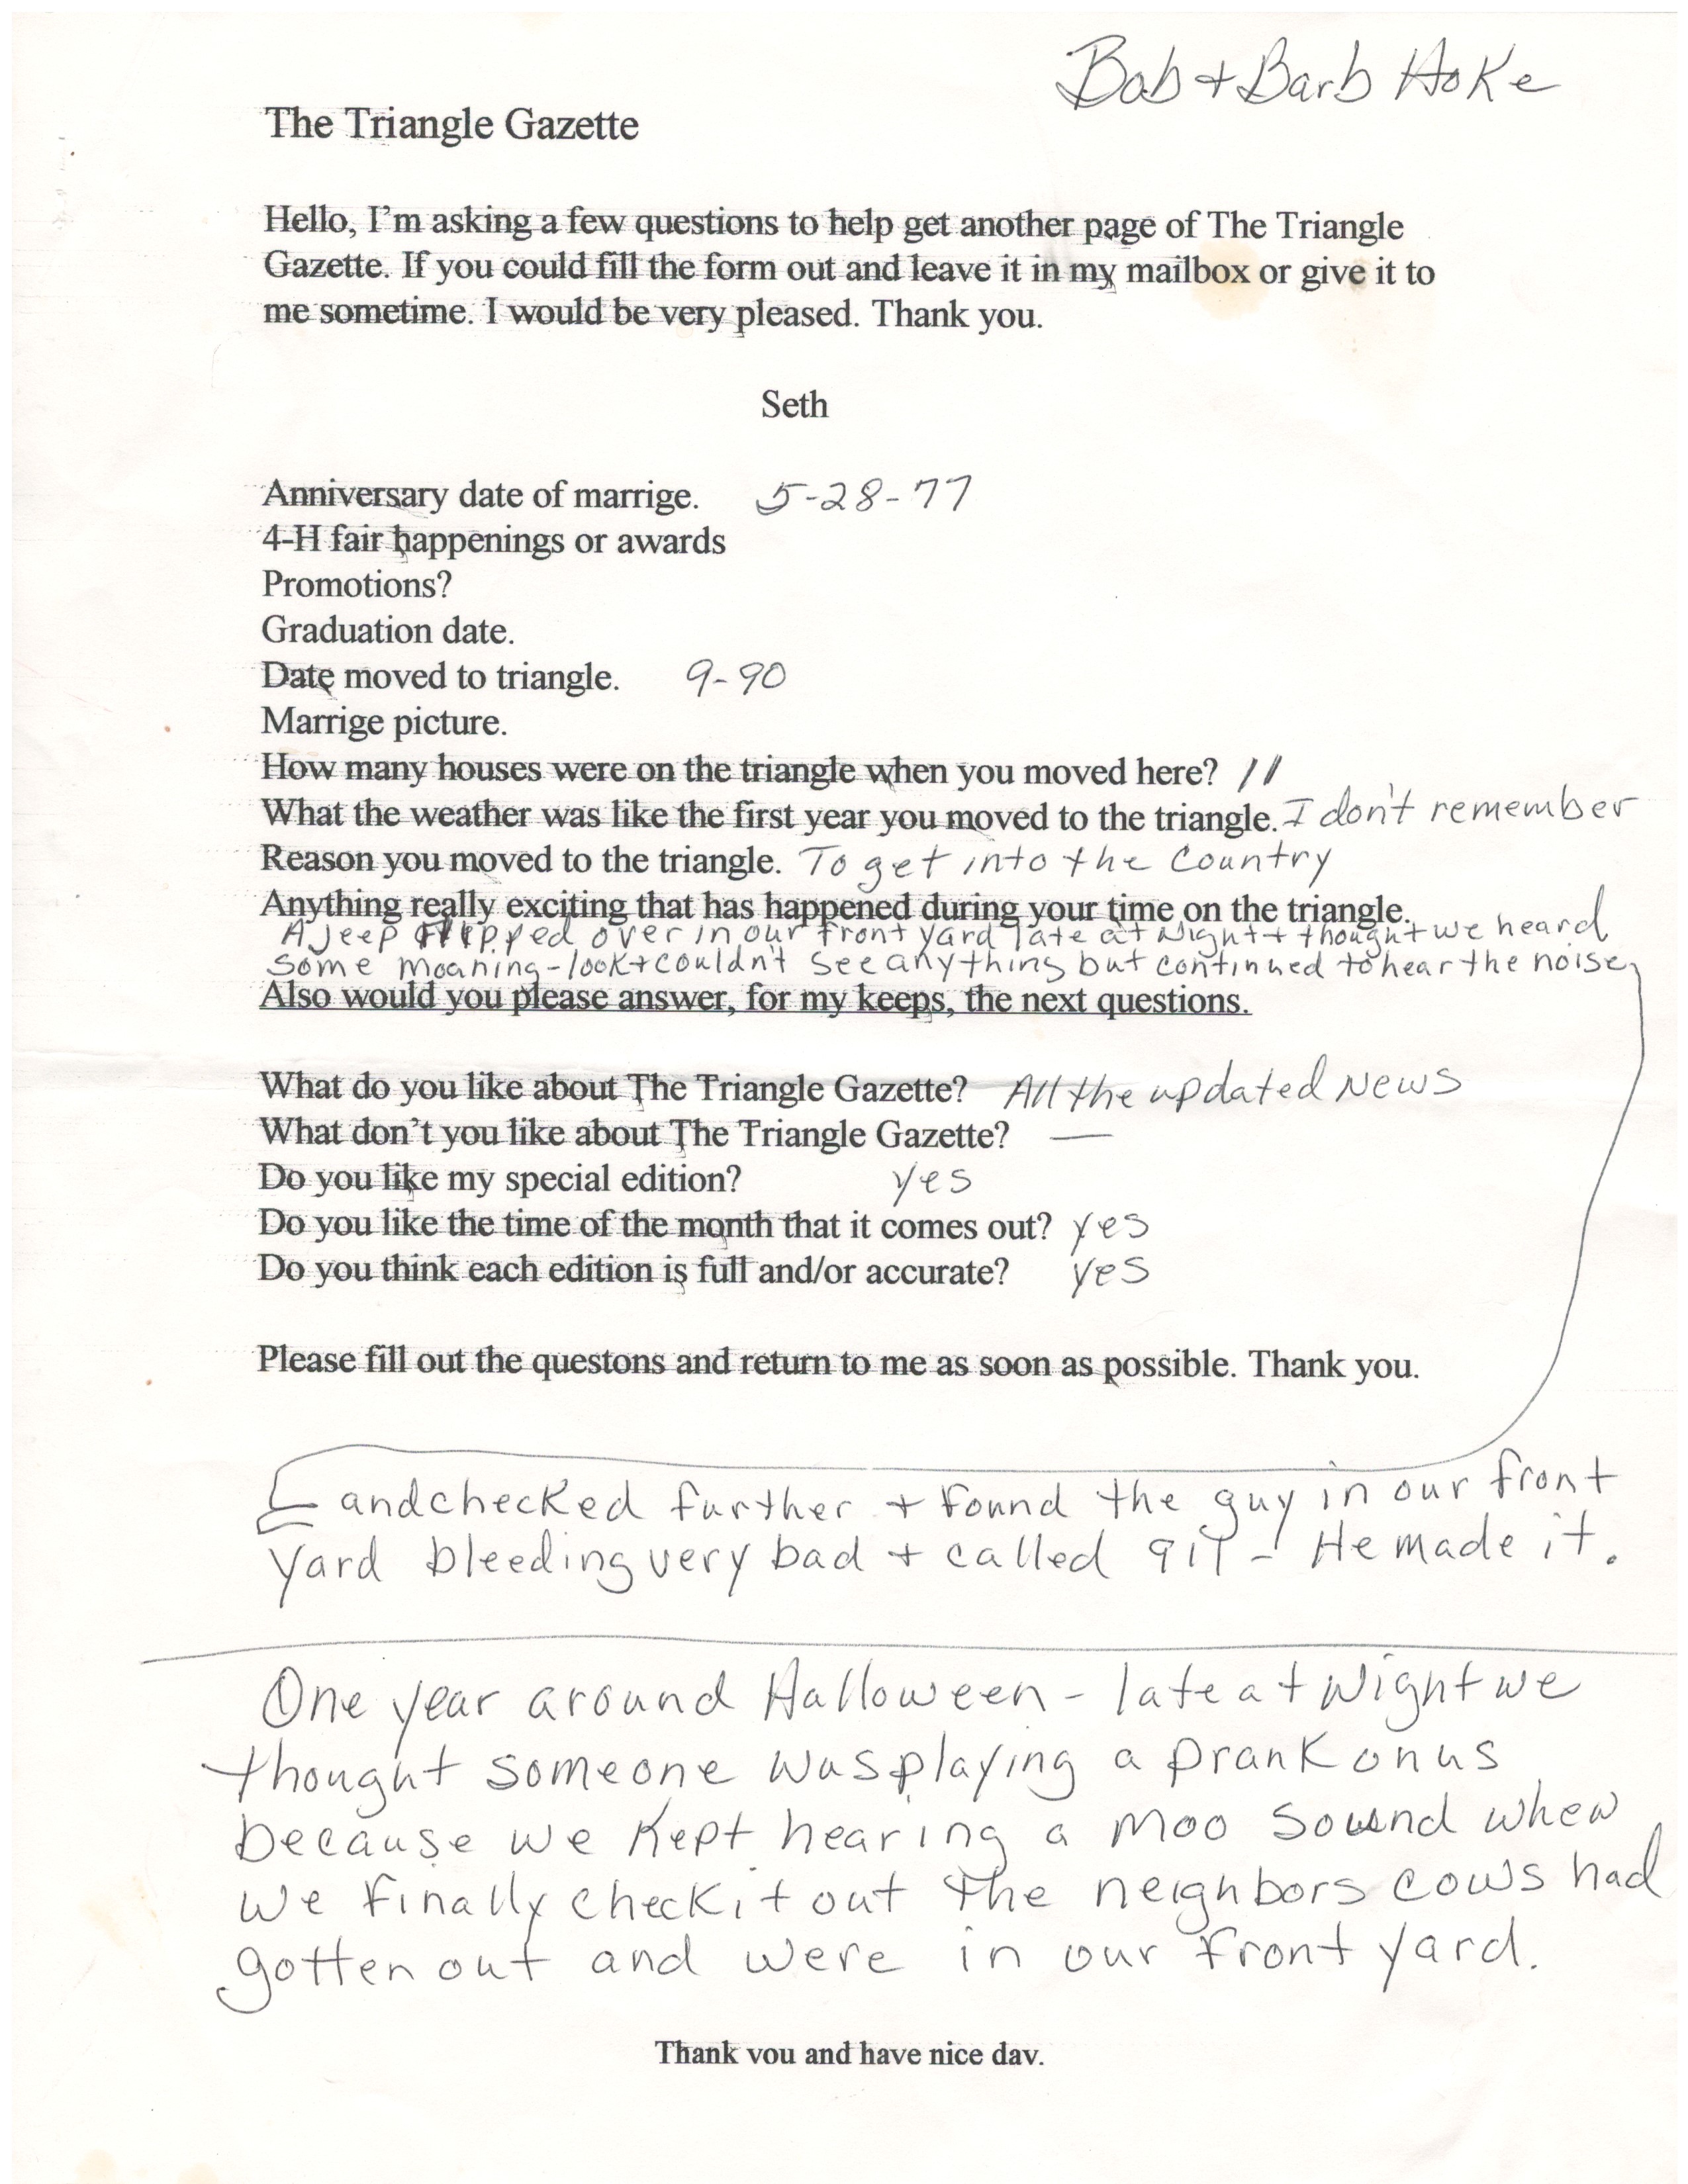 Bob + Barb Hoke
The Triangle Gazette
Hello, I'm asking a few questions to help get another page of The Triangle
Gazette. If you could fill the form out and leave it in my mailbox or give it to
me sometime. I would be very pleased. Thank you.
Seth
Anniversary date of marrige. 5-28-77
4-H fair happenings or awards
Promotions?
Graduation date.
Date moved to triangle. 9-90
Marrige picture.
How many houses were on the triangle when you moved here? 11
What the weather was like the first year you moved to the triangle. I don't remember
Reason you moved to the triangle. To get into the Country
Anything really exciting that has happened during your time on the triangle.
A Jeep flipped over in our front yard late at Night + thought we heard
some moaning - look + couldn't see anything but continued to hear the noise,
Also would you please answer, for my keeps, the next questions.
What do you like about The Triangle Gazette? All the updated News
What don't you like about The Triangle Gazette? —
Do you like my special edition? yes
Do you like the time of the month that it comes out? yes
Do you think each edition is full and/or accurate? yes
Please fill out the questons and return to me as soon as possible. Thank you.
and checked further + found the guy in our front
yard bleeding very bad + called 911 - He made it.
One year around Halloween - late at Night we
thought someone was playing a prank on us
because we kept hearing a moo sound when
we finally check it out the neighbors cows had
gotten out and were in our front yard.
Thank you and have nice day.